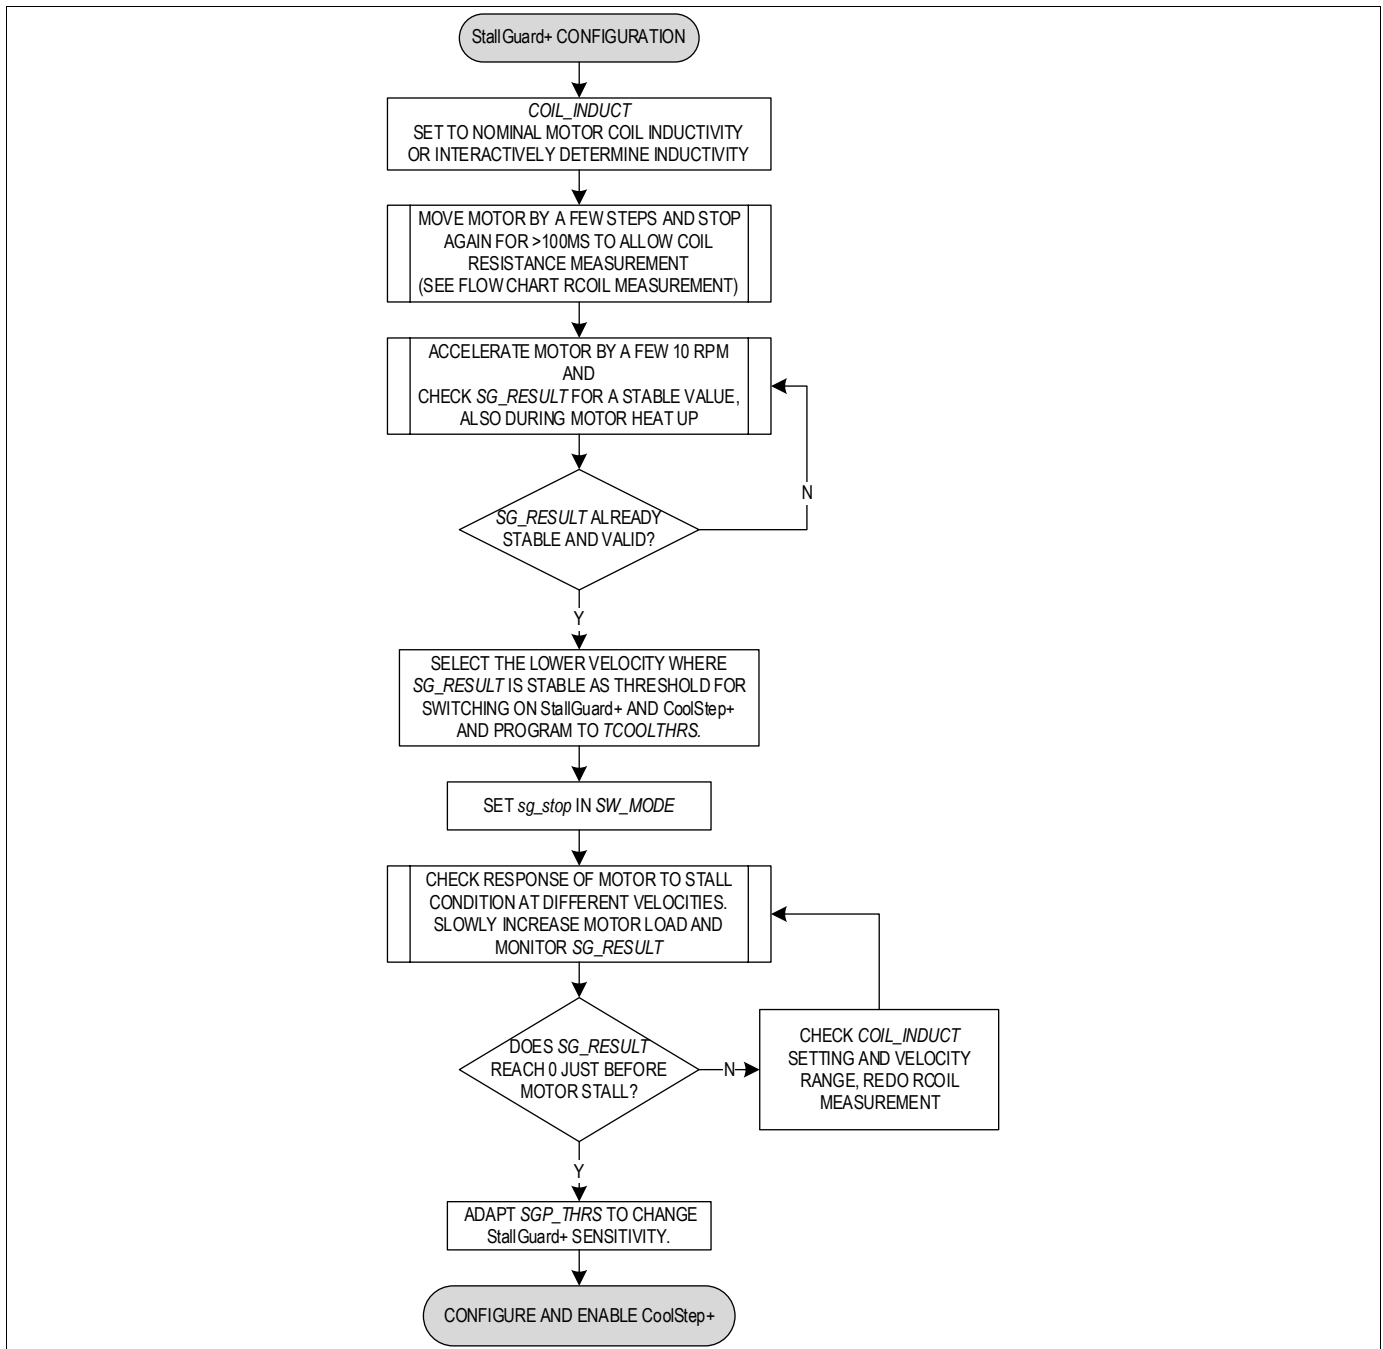 StallGuard+ CONFIGURATION
COIL_INDUCT
SET TO NOMINAL MOTOR COIL INDUCTIVITY
OR INTERACTIVELY DETERMINE INDUCTIVITY
MOVE MOTOR BY A FEW STEPS AND STOP
AGAIN FOR >100MS TO ALLOW COIL
RESISTANCE MEASUREMENT
(SEE FLOW CHART RCOIL MEASUREMENT)
ACCELERATE MOTOR BY A FEW 10 RPM
AND
CHECK SG_RESULT FOR A STABLE VALUE,
ALSO DURING MOTOR HEAT UP
N
SG_RESULT ALREADY
STABLE AND VALID?
Y
SELECT THE LOWER VELOCITY WHERE
SG_RESULT IS STABLE AS THRESHOLD FOR
SWITCHING ON StallGuard+ AND CoolStep+
AND PROGRAM TO TCOOLTHRS.
SET sg_stop IN SW_MODE
CHECK RESPONSE OF MOTOR TO STALL
CONDITION AT DIFFERENT VELOCITIES.
SLOWLY INCREASE MOTOR LOAD AND
MONITOR SG_RESULT
DOES SG_RESULT
REACH 0 JUST BEFORE
MOTOR STALL?
N
CHECK COIL_INDUCT
SETTING AND VELOCITY
RANGE, REDO RCOIL
MEASUREMENT
Y
ADAPT SGP_THRS TO CHANGE
StallGuard+ SENSITIVITY.
CONFIGURE AND ENABLE CoolStep+